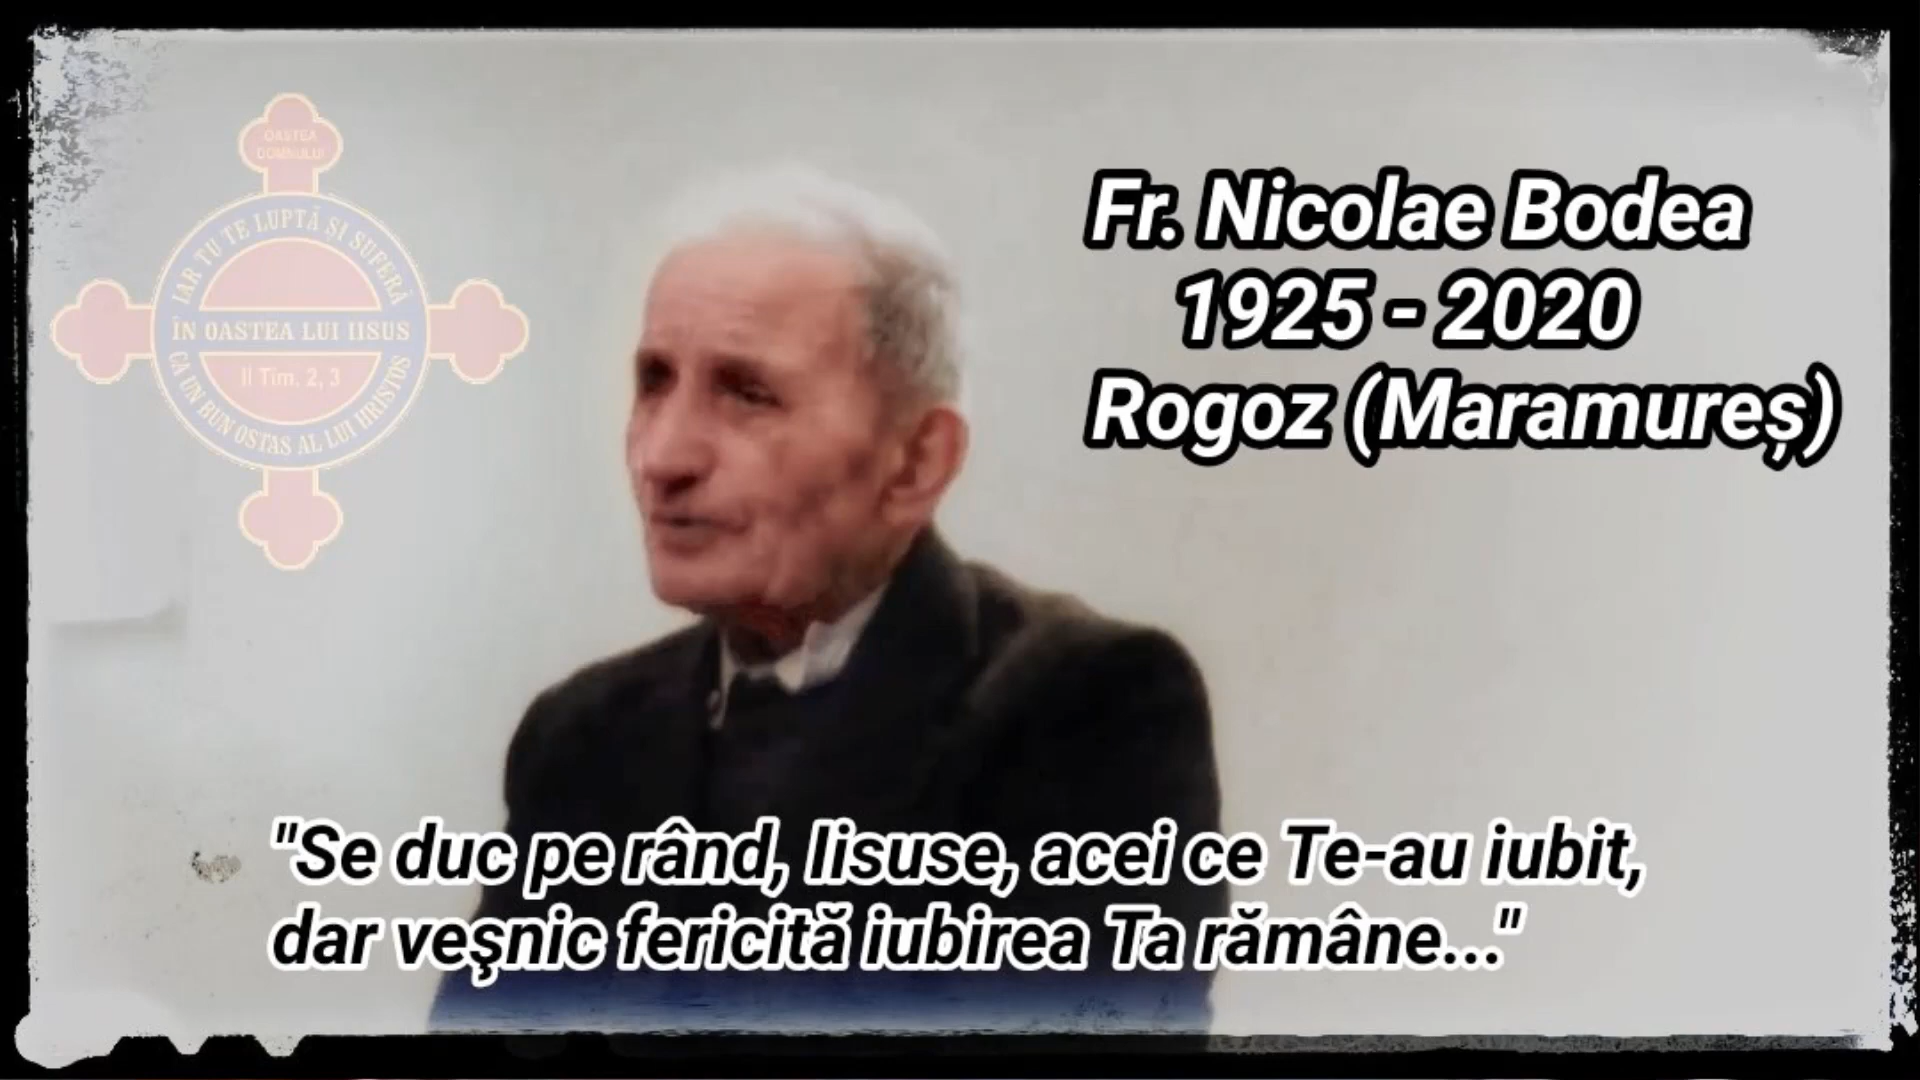 OASTEA
DOMNULUI
IAR TU TE LUPTĂ ȘI SUFERĂ
ÎN OASTEA LUI IISUS
II Tim. 2, 3
CA UN BUN OSTAȘ AL LUI HRISTOS
Fr. Nicolae Bodea
1925 - 2020
Rogoz (Maramureș)
"Se duc pe rând, Iisuse, acei ce Te-au iubit,
dar veşnic fericită iubirea Ta rămâne..."